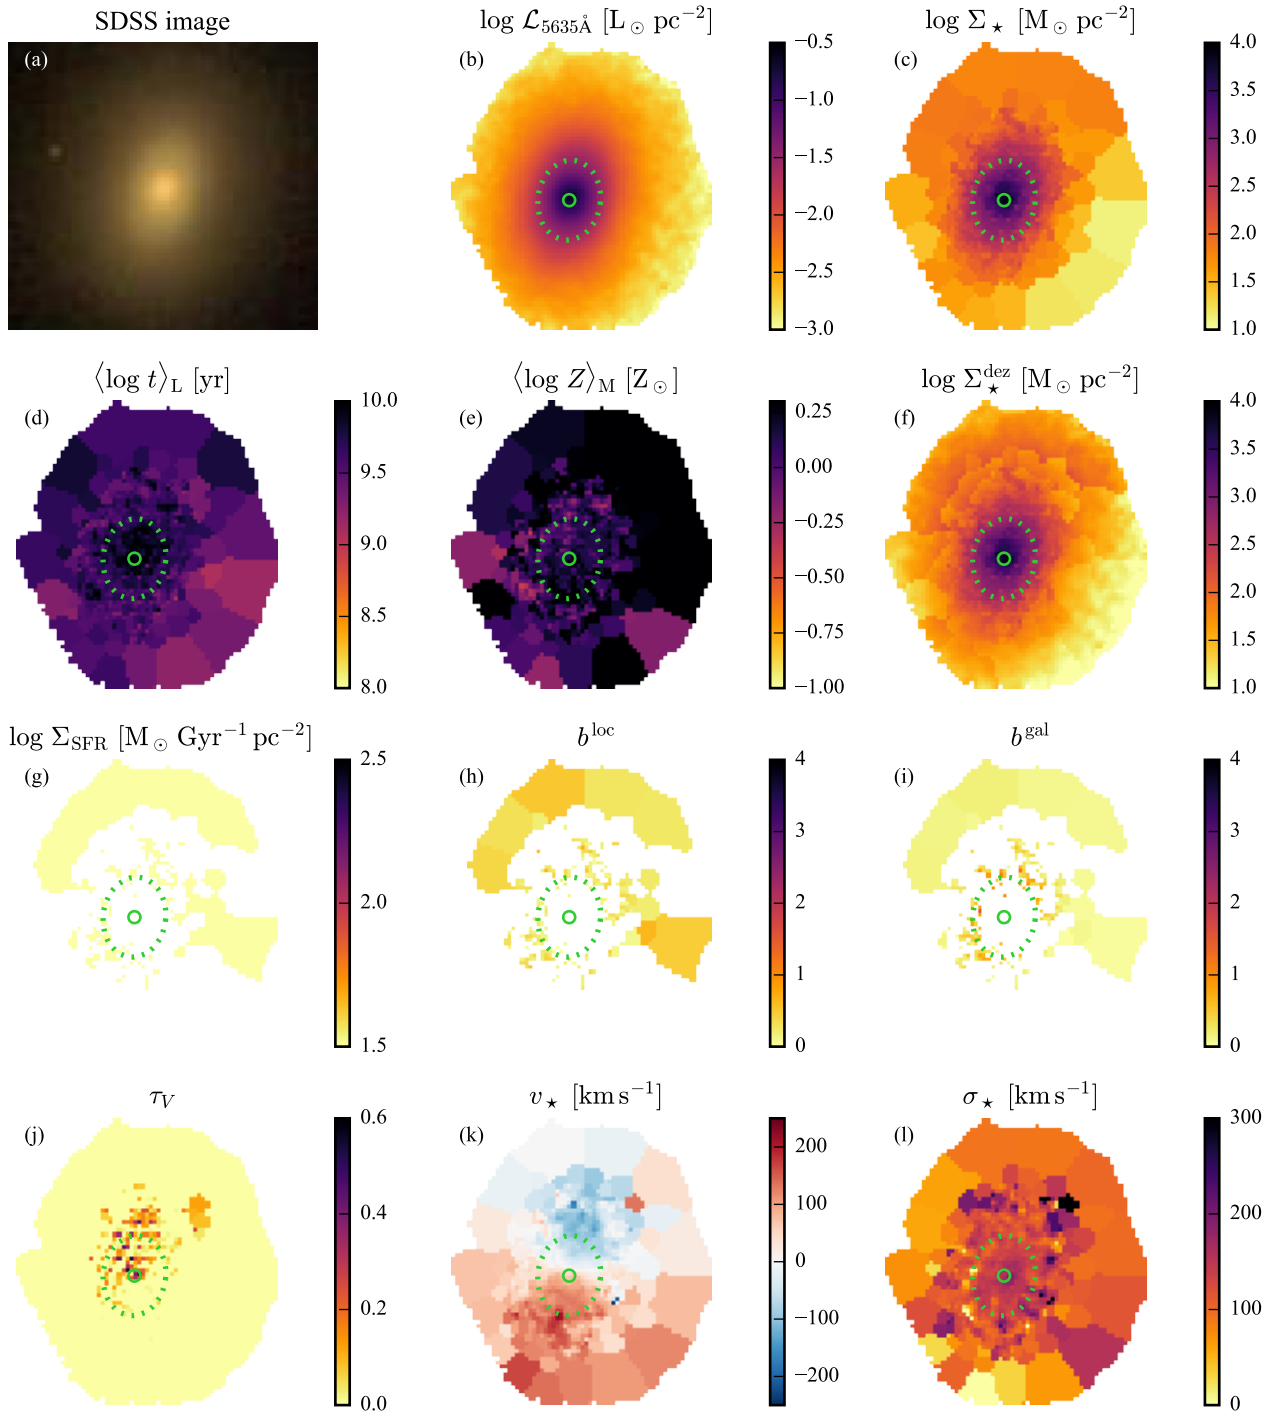 SDSS image
log ℒ₅₆₃₅Å [L⊙ pc⁻²]
log Σ⋆ [M⊙ pc⁻²]
(a)
(b)
−0.5
−1.0
−1.5
−2.0
−2.5
−3.0
(c)
4.0
3.5
3.0
2.5
2.0
1.5
1.0
⟨log t⟩L [yr]
⟨log Z⟩M [Z⊙]
log Σ⋆ᵈᵉᶻ [M⊙ pc⁻²]
(d)
10.0
9.5
9.0
8.5
8.0
(e)
0.25
0.00
−0.25
−0.50
−0.75
−1.00
(f)
4.0
3.5
3.0
2.5
2.0
1.5
1.0
log ΣSFR [M⊙ Gyr⁻¹ pc⁻²]
bˡᵒᶜ
bᵍᵃˡ
(g)
2.5
2.0
1.5
(h)
4
3
2
1
0
(i)
4
3
2
1
0
τV
v⋆ [km s⁻¹]
σ⋆ [km s⁻¹]
(j)
0.6
0.4
0.2
0.0
(k)
200
100
0
−100
−200
(l)
300
200
100
0